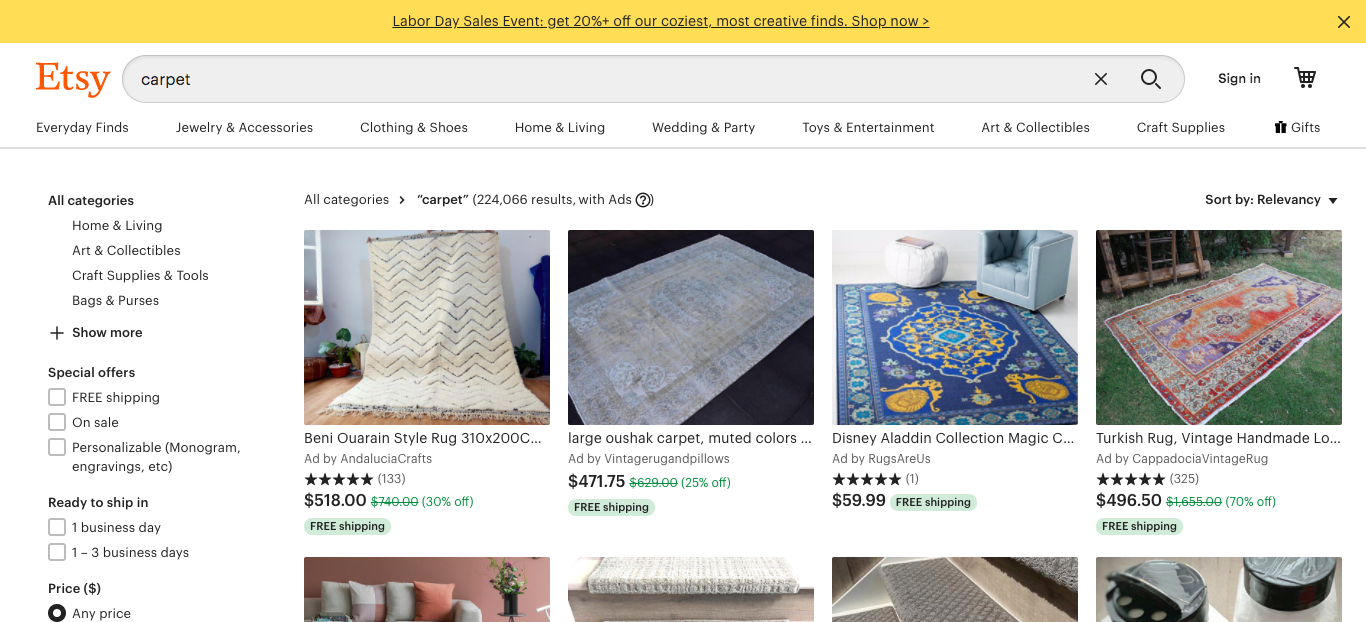 Labor Day Sales Event: get 20%+ off our coziest, most creative finds. Shop now >
Etsy
carpet
Sign in
Everyday Finds
Jewelry & Accessories
Clothing & Shoes
Home & Living
Wedding & Party
Toys & Entertainment
Art & Collectibles
Craft Supplies
Gifts
All categories
Home & Living
Art & Collectibles
Craft Supplies & Tools
Bags & Purses
Show more
Special offers
FREE shipping
On sale
Personalizable (Monogram,
engravings, etc)
Ready to ship in
1 business day
1 – 3 business days
Price ($)
Any price
All categories > “carpet” (224,066 results, with Ads ?)
Sort by: Relevancy
Beni Ouarain Style Rug 310x200C...
Ad by AndaluciaCrafts
(133)
$518.00 $740.00 (30% off)
FREE shipping
large oushak carpet, muted colors ...
Ad by Vintagerugandpillows
$471.75 $629.00 (25% off)
FREE shipping
Disney Aladdin Collection Magic C...
Ad by RugsAreUs
(1)
$59.99 FREE shipping
Turkish Rug, Vintage Handmade Lo...
Ad by CappadociaVintageRug
(325)
$496.50 $1,655.00 (70% off)
FREE shipping